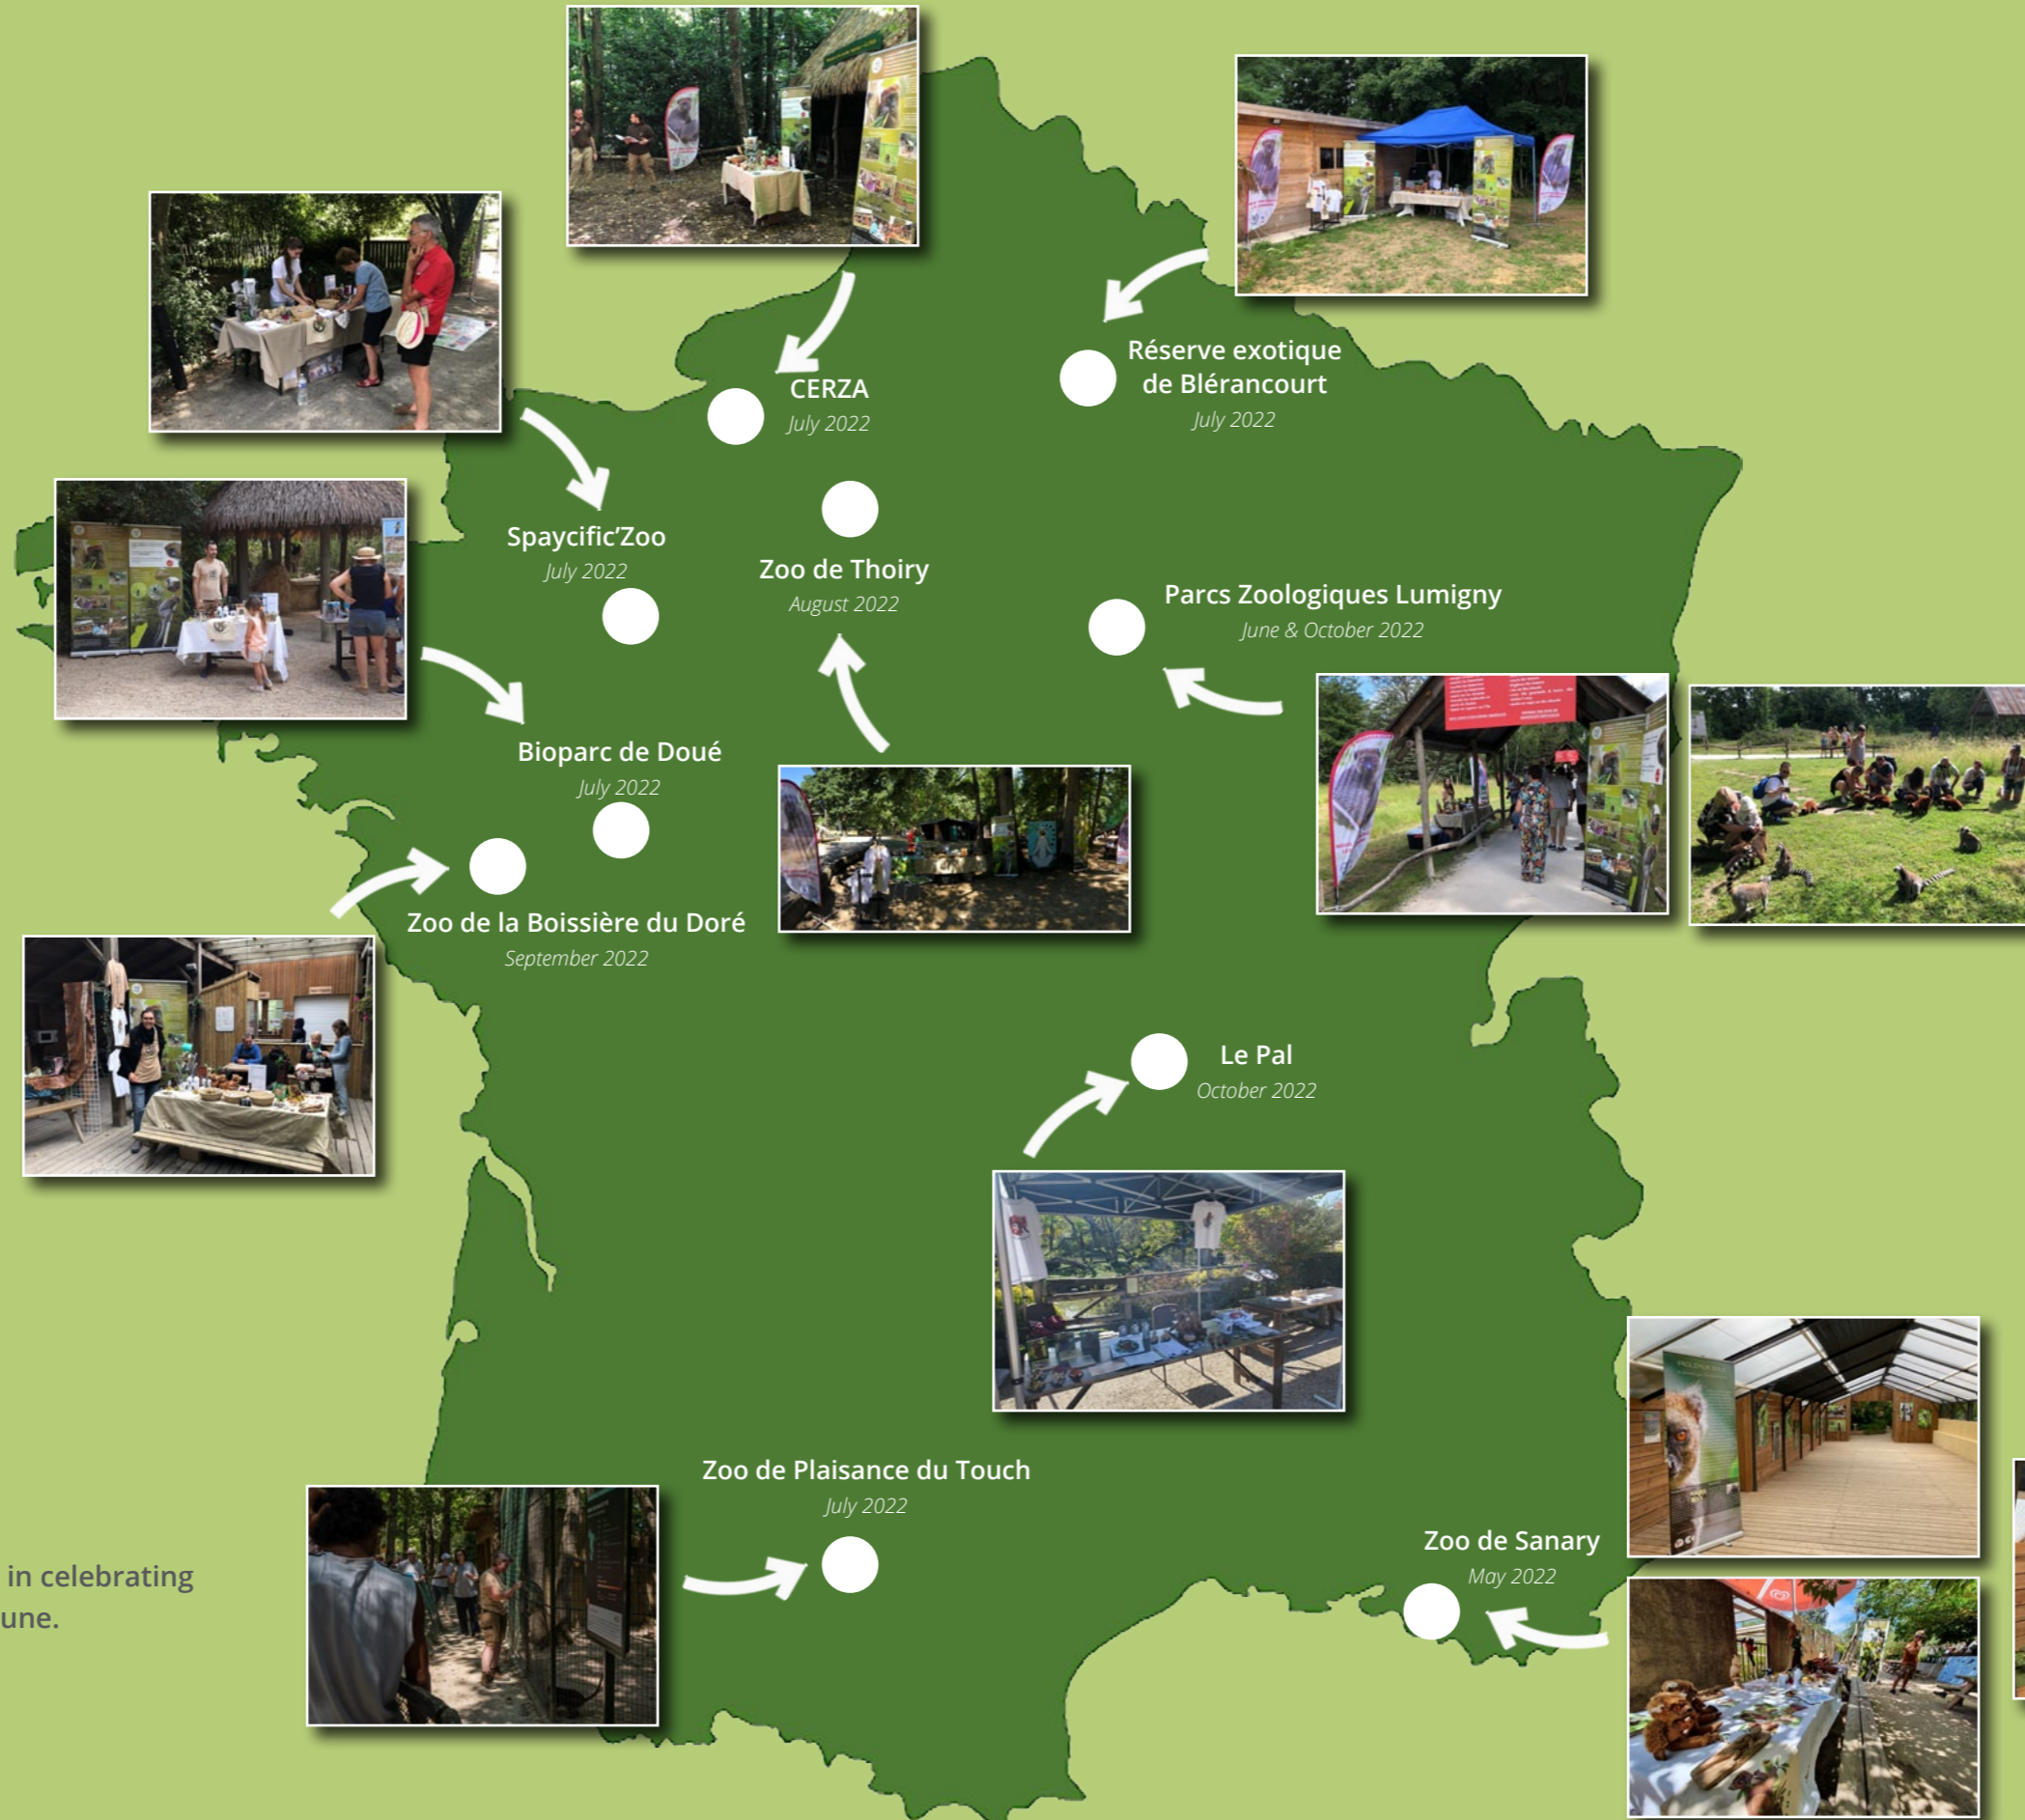 CERZA
July 2022
Réserve exotique
de Blérancourt
July 2022
Spaycific'Zoo
July 2022
Zoo de Thoiry
August 2022
Parcs Zoologiques Lumigny
June & October 2022
Bioparc de Doué
July 2022
Zoo de la Boissière du Doré
September 2022
Le Pal
October 2022
Zoo de Plaisance du Touch
July 2022
Zoo de Sanary
May 2022
in celebrating
une.